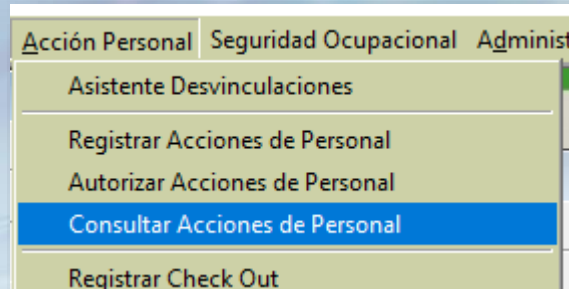 Acción Personal Seguridad Ocupacional Administ
Asistente Desvinculaciones
Registrar Acciones de Personal
Autorizar Acciones de Personal
Consultar Acciones de Personal
Registrar Check Out